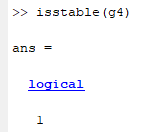 >> isstable(g4)
ans =
logical
1